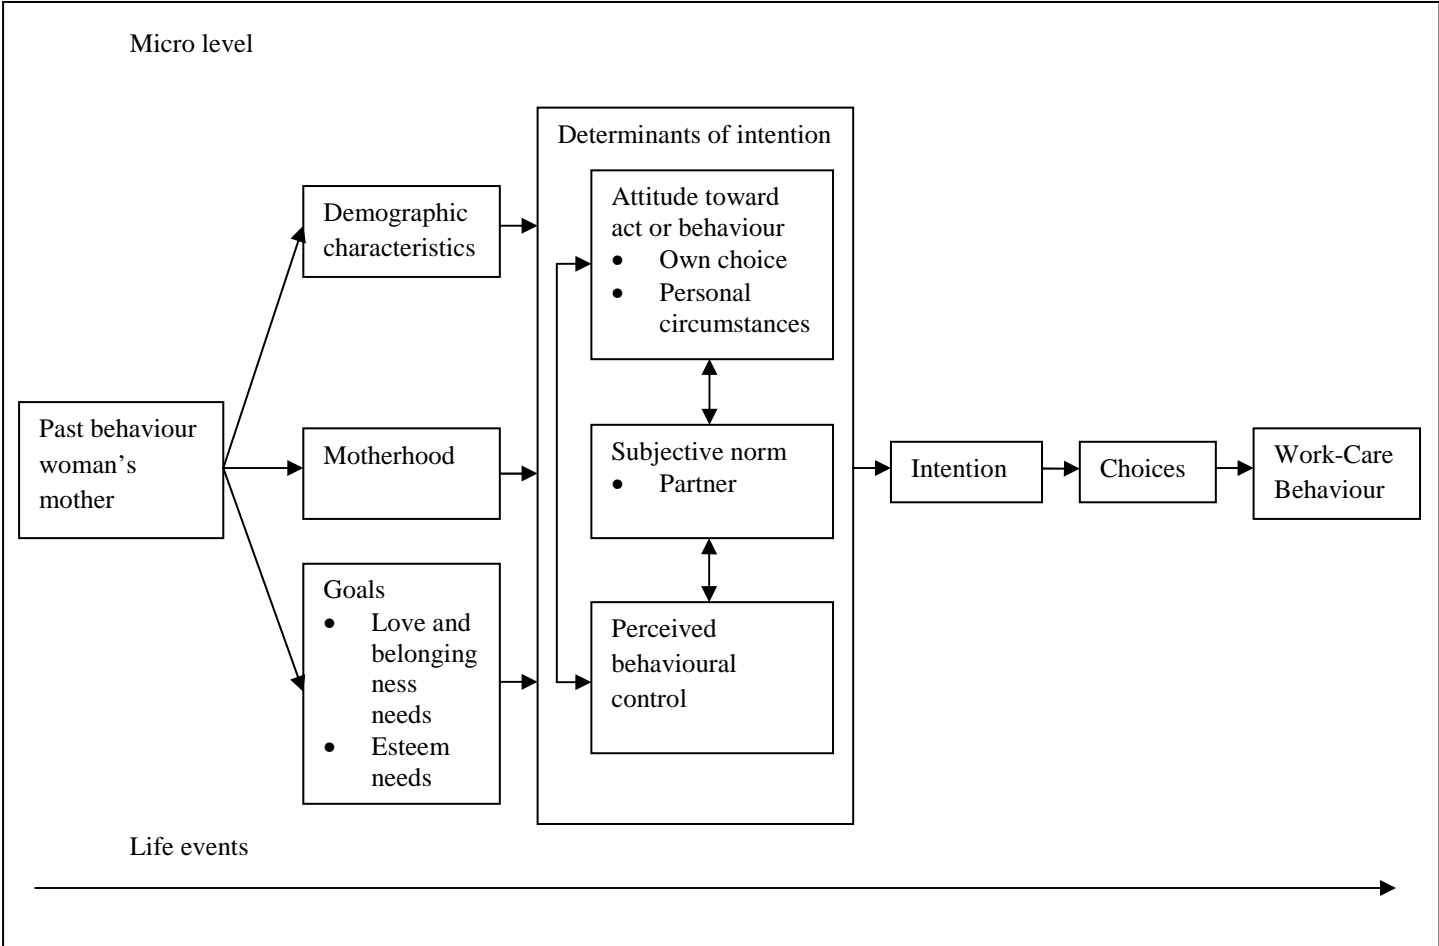 Micro level
Determinants of intention
Demographic
characteristics
Attitude toward
act or behaviour
• Own choice
• Personal
circumstances
Past behaviour
woman’s
mother
Motherhood
Subjective norm
• Partner
Intention
Choices
Work-Care
Behaviour
Goals
• Love and
belonging
ness
needs
• Esteem
needs
Perceived
behavioural
control
Life events